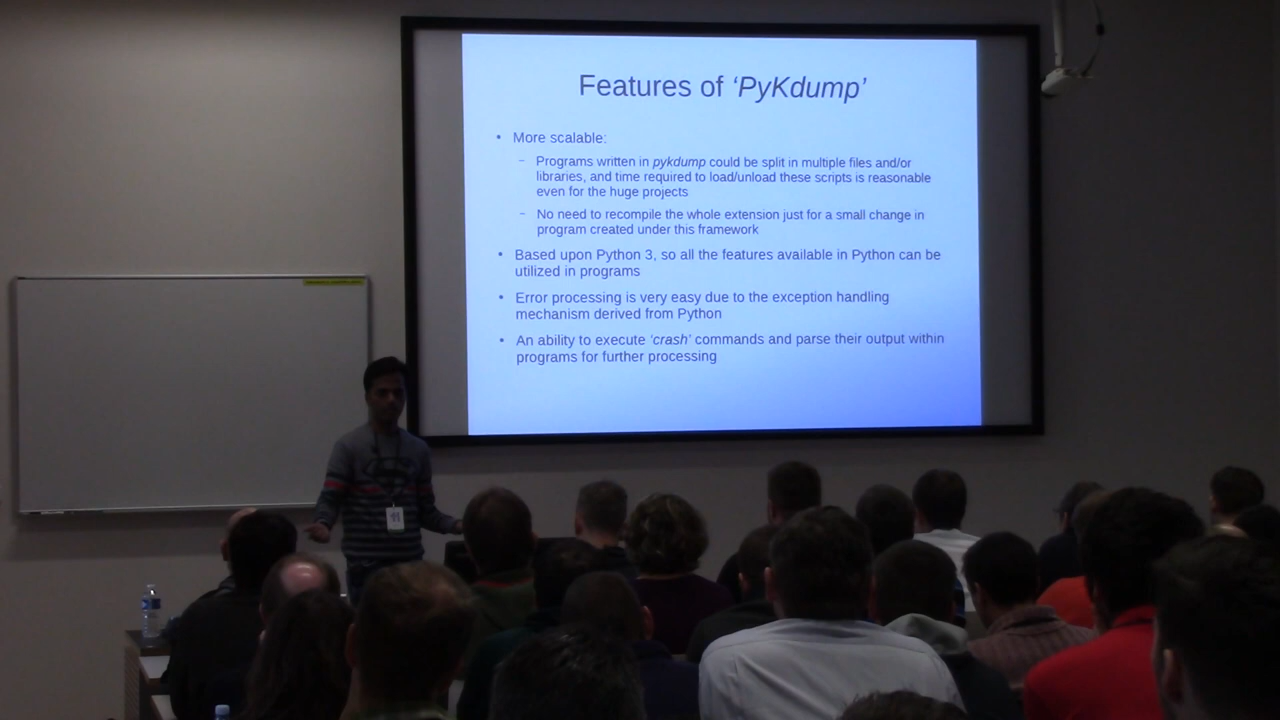 Features of ‘PyKdump’
• More scalable:
– Programs written in pykdump could be split in multiple files and/or
libraries, and time required to load/unload these scripts is reasonable
even for the huge projects
– No need to recompile the whole extension just for a small change in
program created under this framework
• Based upon Python 3, so all the features available in Python can be
utilized in programs
• Error processing is very easy due to the exception handling
mechanism derived from Python
• An ability to execute ‘crash’ commands and parse their output within
programs for further processing